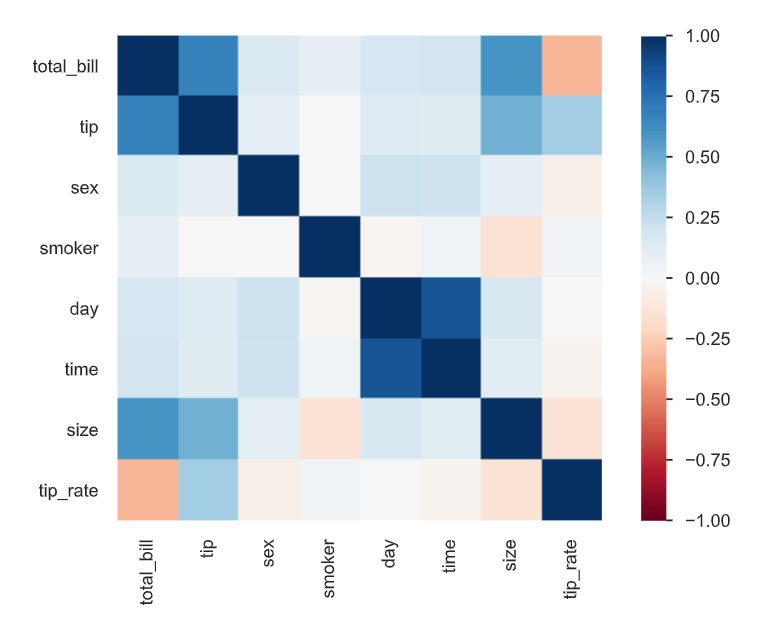 total_bill
tip
sex
smoker
day
time
size
tip_rate
total_bill
tip
sex
smoker
day
time
size
tip_rate
1.00
0.75
0.50
0.25
0.00
−0.25
−0.50
−0.75
−1.00